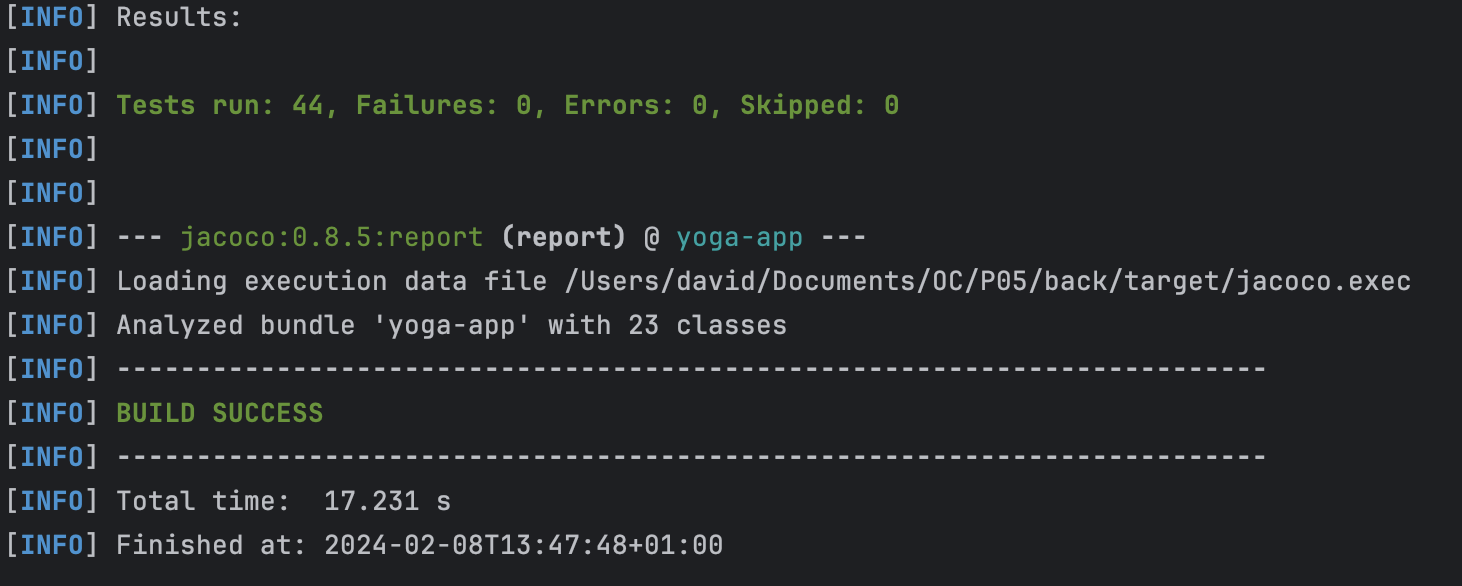 [INFO] Results:
[INFO]
[INFO] Tests run: 44, Failures: 0, Errors: 0, Skipped: 0
[INFO]
[INFO]
[INFO] --- jacoco:0.8.5:report (report) @ yoga-app ---
[INFO] Loading execution data file /Users/david/Documents/OC/P05/back/target/jacoco.exec
[INFO] Analyzed bundle 'yoga-app' with 23 classes
[INFO] ------------------------------------------------------------------------
[INFO] BUILD SUCCESS
[INFO] ------------------------------------------------------------------------
[INFO] Total time:  17.231 s
[INFO] Finished at: 2024-02-08T13:47:48+01:00